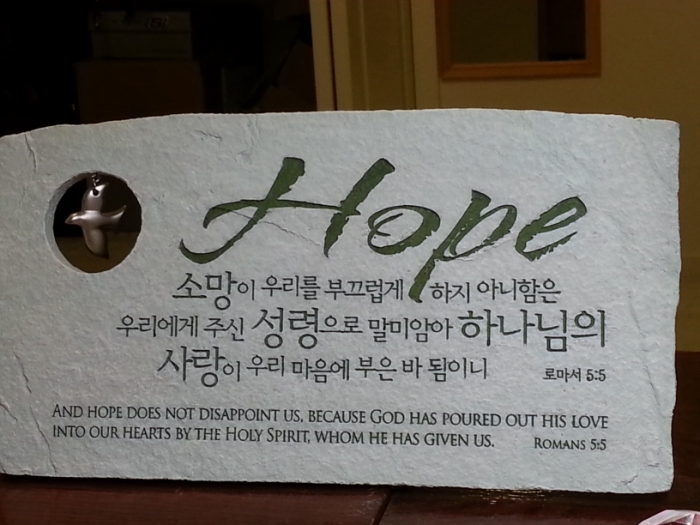 Hope
소망이 우리를 부끄럽게 하지 아니함은
우리에게 주신 성령으로 말미암아 하나님의
사랑이 우리 마음에 부은 바 됨이니 로마서 5:5
AND HOPE DOES NOT DISAPPOINT US, BECAUSE GOD HAS POURED OUT HIS LOVE
INTO OUR HEARTS BY THE HOLY SPIRIT, WHOM HE HAS GIVEN US. ROMANS 5:5